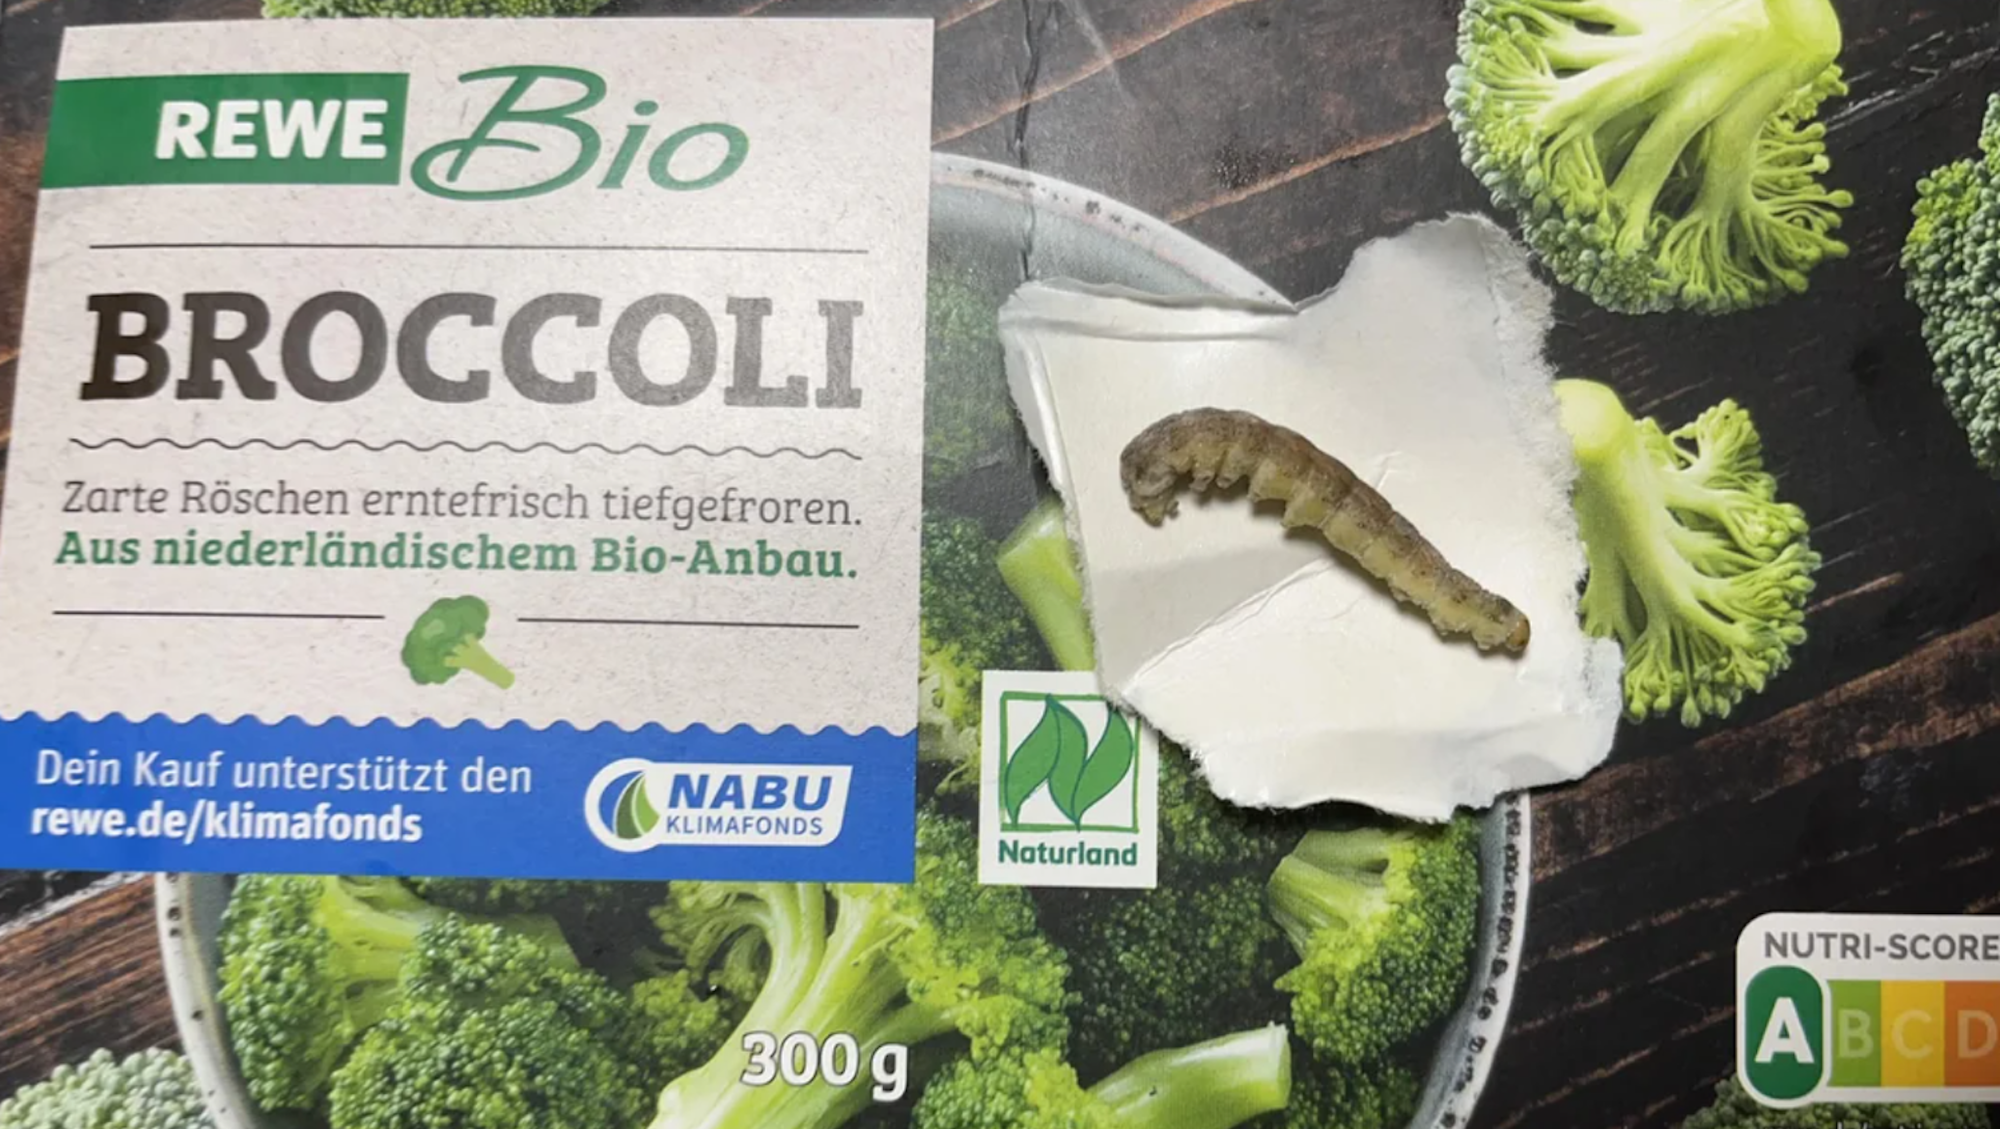 REWE Bio
BROCCOLI
Zarte Röschen erntefrisch tiefgefroren.
Aus niederländischem Bio-Anbau.
Dein Kauf unterstützt den
rewe.de/klimafonds
NABU
KLIMAFONDS
Naturland
300 g
NUTRI-SCORE
A B C D